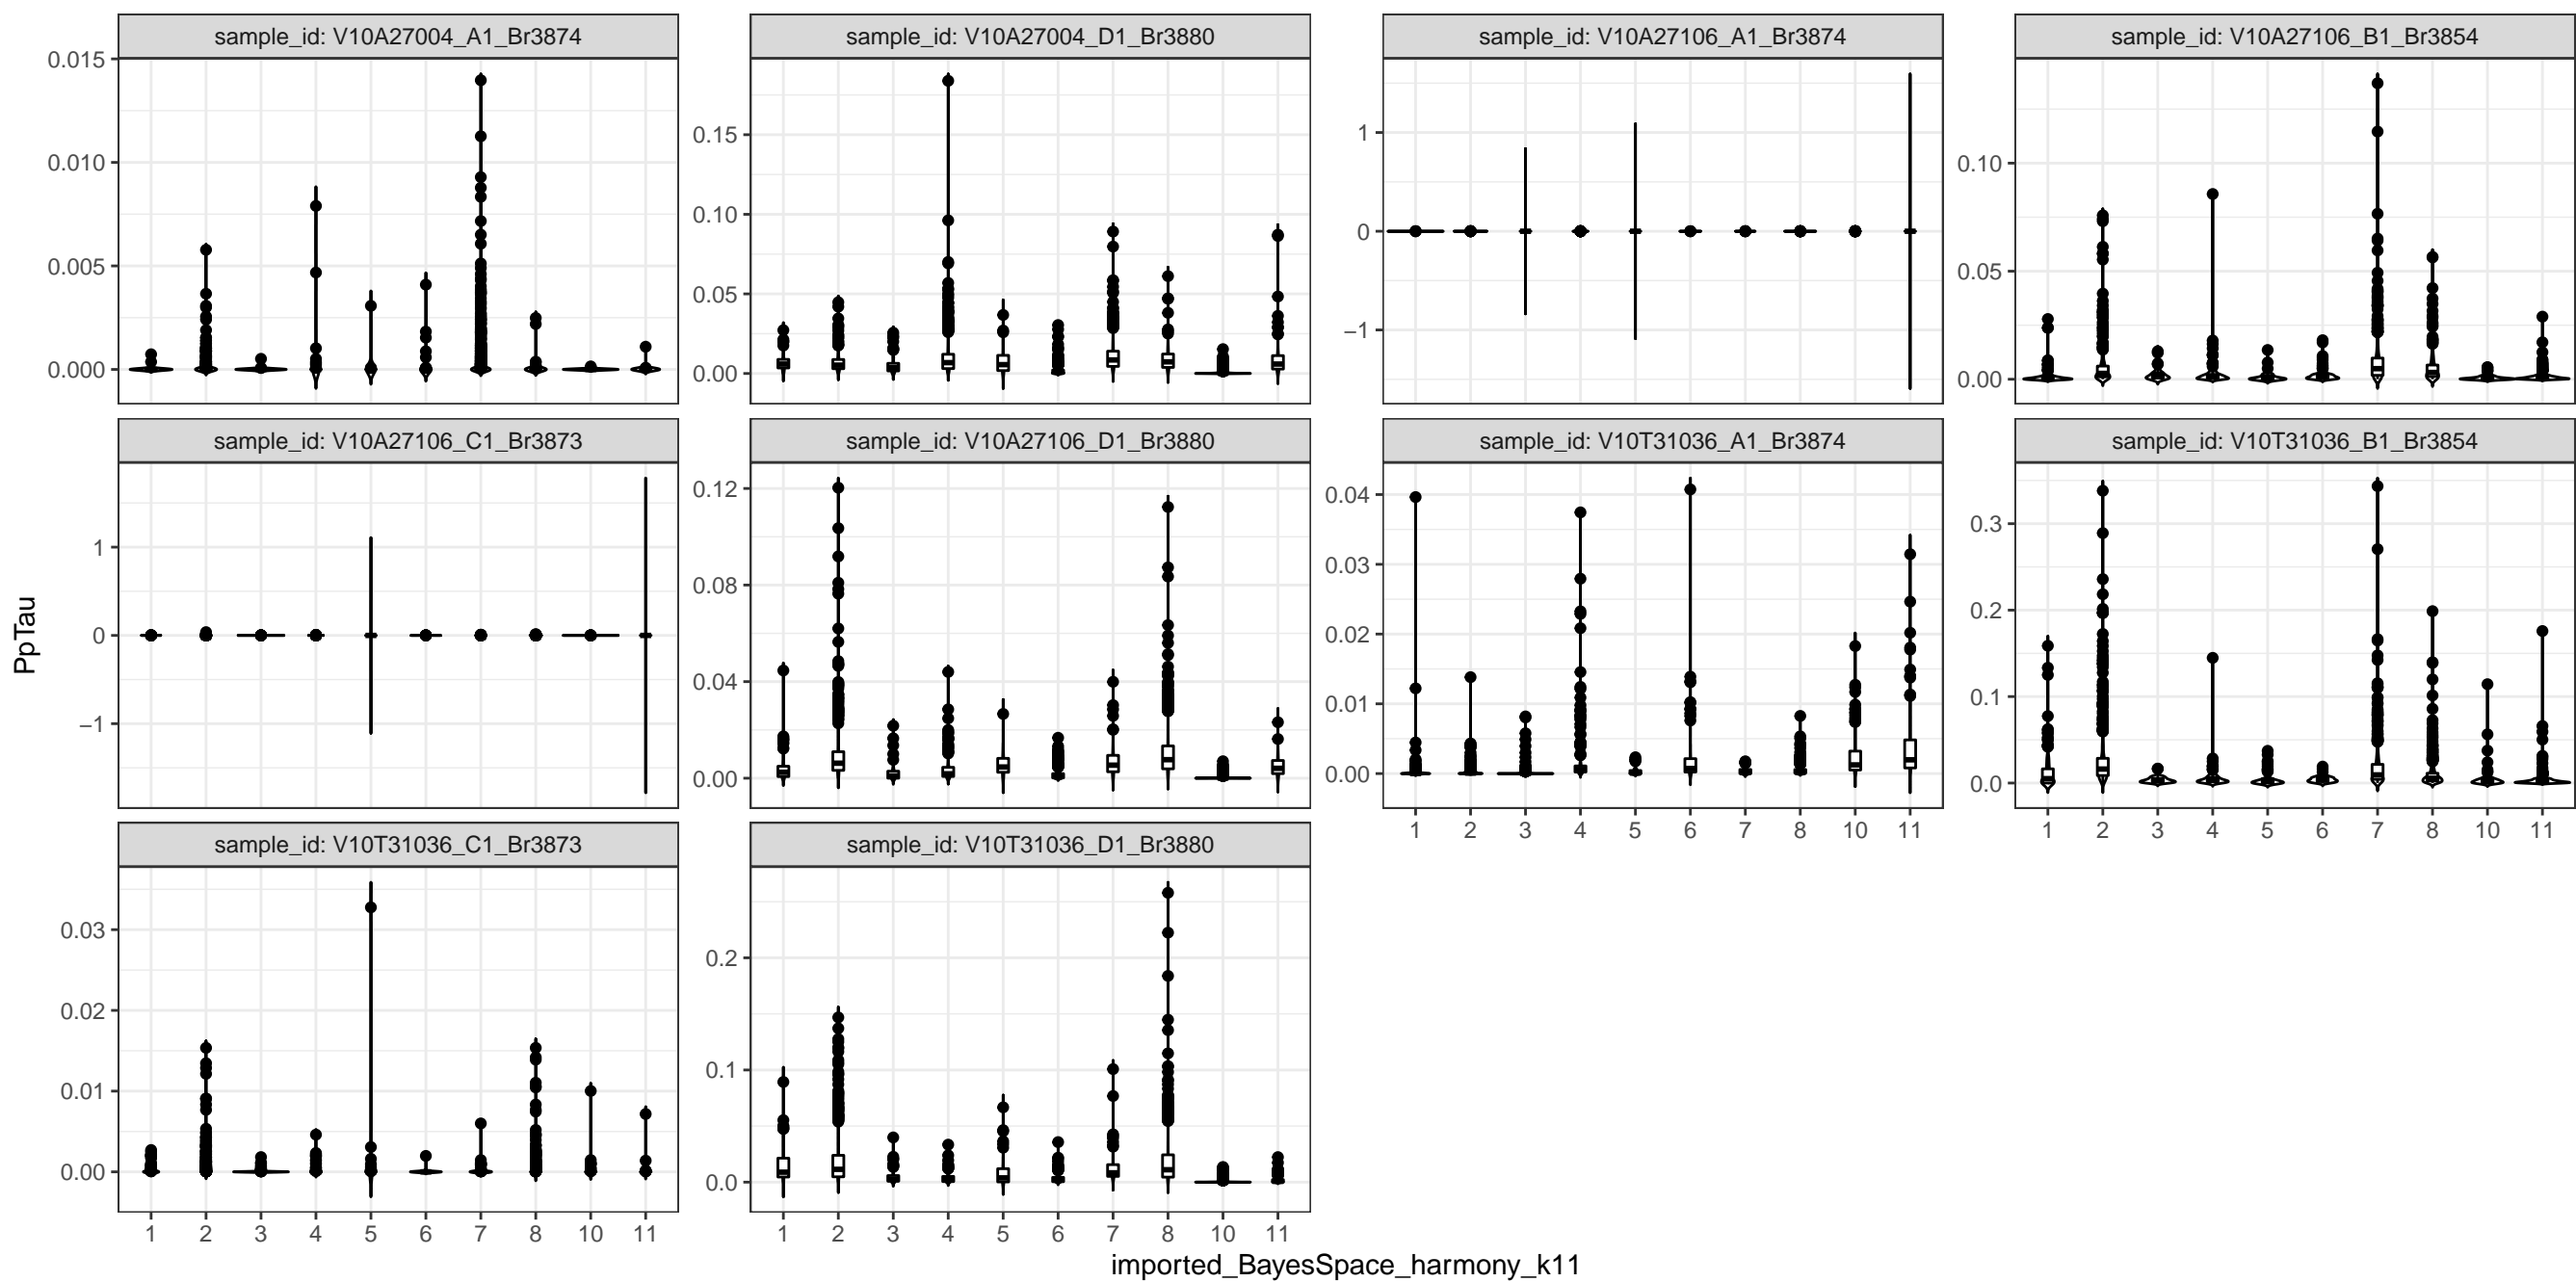 sample_id: V10A27004_A1_Br3874
sample_id: V10A27004_D1_Br3880
sample_id: V10A27106_A1_Br3874
sample_id: V10A27106_B1_Br3854
0.015
0.010
0.005
0.000
0.15
0.10
0.05
0.00
1
0
−1
0.10
0.05
0.00
sample_id: V10A27106_C1_Br3873
sample_id: V10A27106_D1_Br3880
sample_id: V10T31036_A1_Br3874
sample_id: V10T31036_B1_Br3854
1
0
−1
0.12
0.08
0.04
0.00
0.04
0.03
0.02
0.01
0.00
0.3
0.2
0.1
0.0
1 2 3 4 5 6 7 8 10 11
1 2 3 4 5 6 7 8 10 11
PpTau
sample_id: V10T31036_C1_Br3873
sample_id: V10T31036_D1_Br3880
0.03
0.02
0.01
0.00
0.2
0.1
0.0
1 2 3 4 5 6 7 8 10 11
1 2 3 4 5 6 7 8 10 11
imported_BayesSpace_harmony_k11